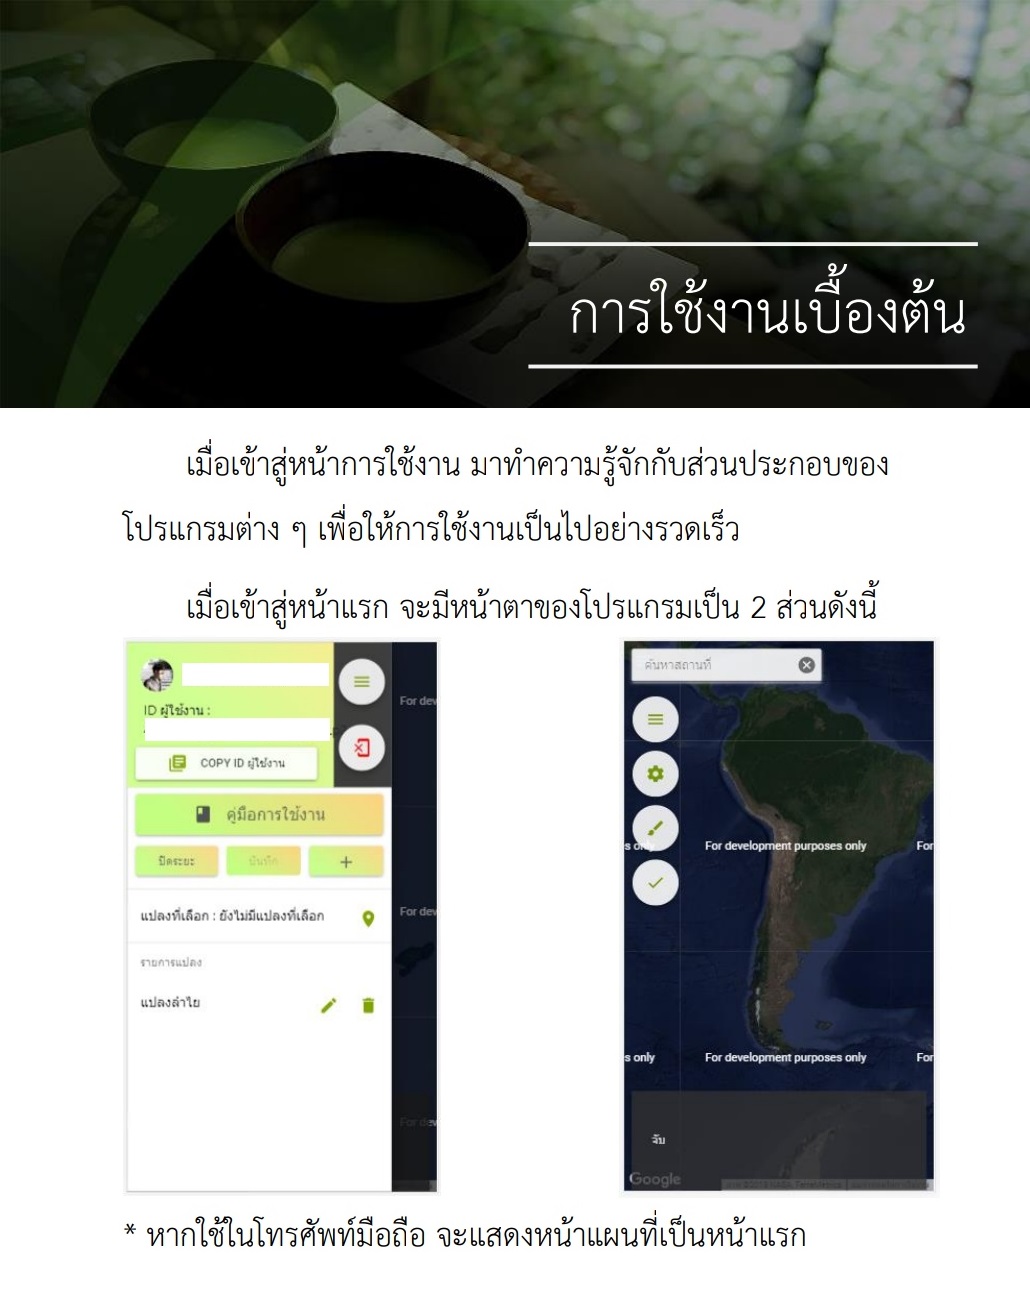 การใช้งานเบื้องต้น
เมื่อเข้าสู่หน้าการใช้งาน มาทำความรู้จักกับส่วนประกอบของ
โปรแกรมต่าง ๆ เพื่อให้การใช้งานเป็นไปอย่างรวดเร็ว
เมื่อเข้าสู่หน้าแรก จะมีหน้าตาของโปรแกรมเป็น 2 ส่วนดังนี้
ID ผู้ใช้งาน :
COPY ID ผู้ใช้งาน
คู่มือการใช้งาน
ปิดระยะ
บันทึก
+
แปลงที่เลือก : ยังไม่มีแปลงที่เลือก
รายการแปลง
แปลงลำไย
For dev
For dev
For dev
ค้นหาสถานที่
s only
For development purposes only
For
s only
For development purposes only
For
จับ
Google
* หากใช้ในโทรศัพท์มือถือ จะแสดงหน้าแผนที่เป็นหน้าแรก